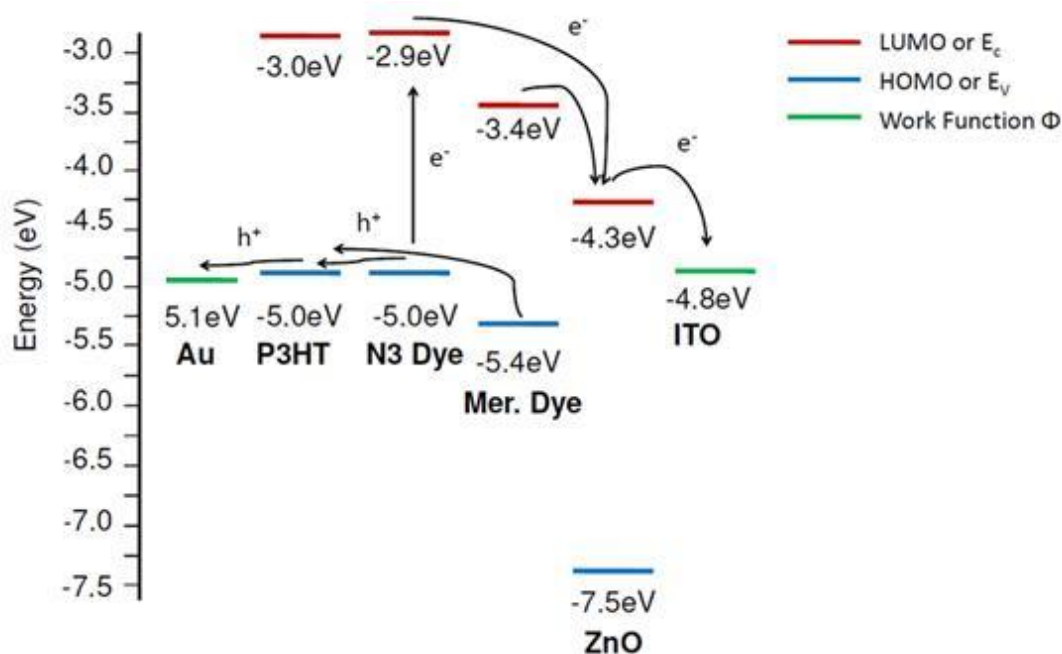 Energy (eV)
-3.0
-3.5
-4.0
-4.5
-5.0
-5.5
-6.0
-6.5
-7.0
-7.5
-3.0eV
-2.9eV
-3.4eV
e-
e-
e-
h+
h+
-4.3eV
-4.8eV
ITO
5.1eV
Au
-5.0eV
P3HT
-5.0eV
N3 Dye
-5.4eV
Mer. Dye
-7.5eV
ZnO
LUMO or Ec
HOMO or EV
Work Function Φ